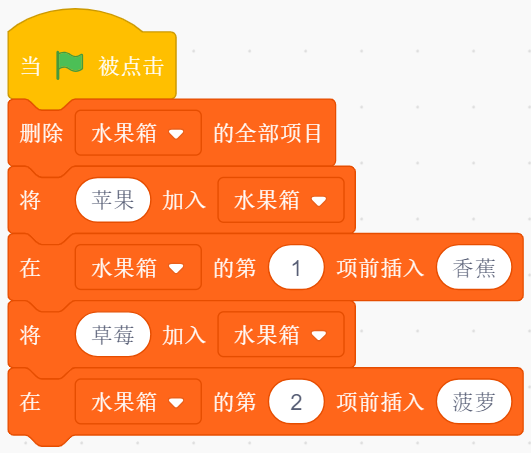 当 被点击
删除 水果箱 的全部项目
将 苹果 加入 水果箱
在 水果箱 的第 1 项前插入 香蕉
将 草莓 加入 水果箱
在 水果箱 的第 2 项前插入 菠萝